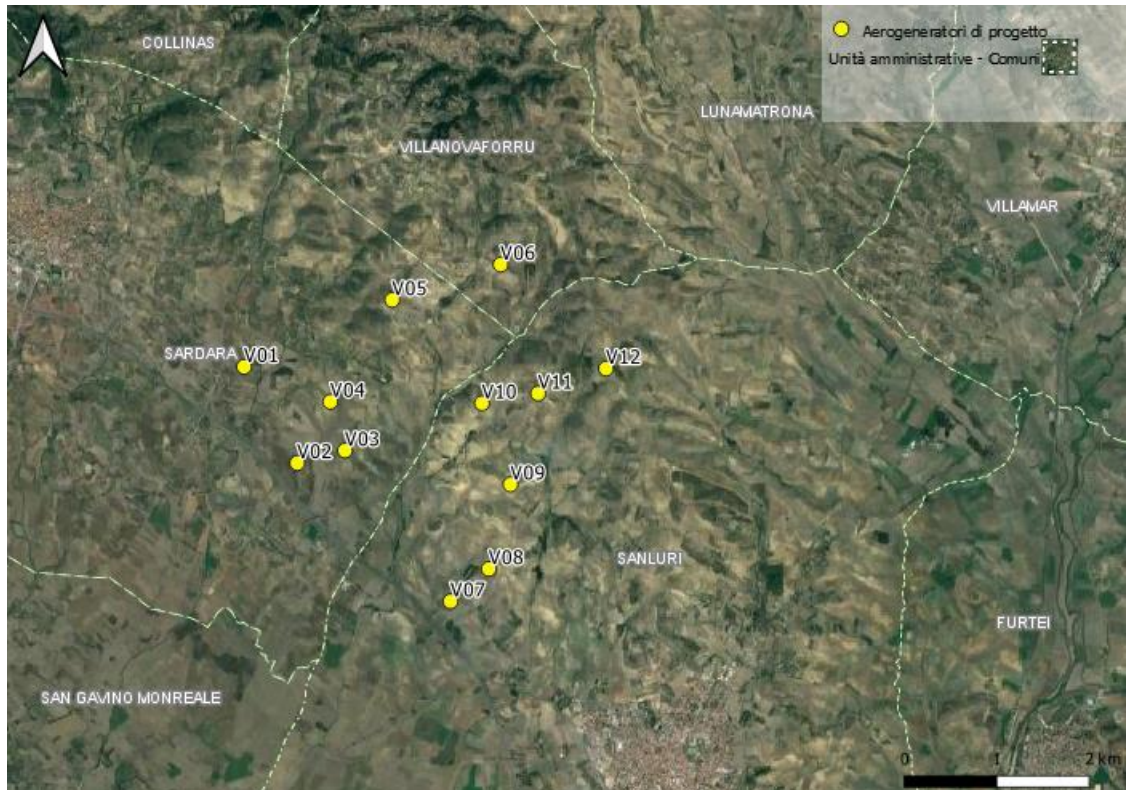 COLLINAS
Aerogeneratori di progetto
Unità amministrative - Comuni
LUNAMATRONA
VILLANOVAFORRU
VILLAMAR
V06
V05
SARDARA
V01
V12
V11
V10
V04
V03
V02
V09
V08
SANLURI
V07
FURTEI
SAN GAVINO MONREALE
0 1 2 km